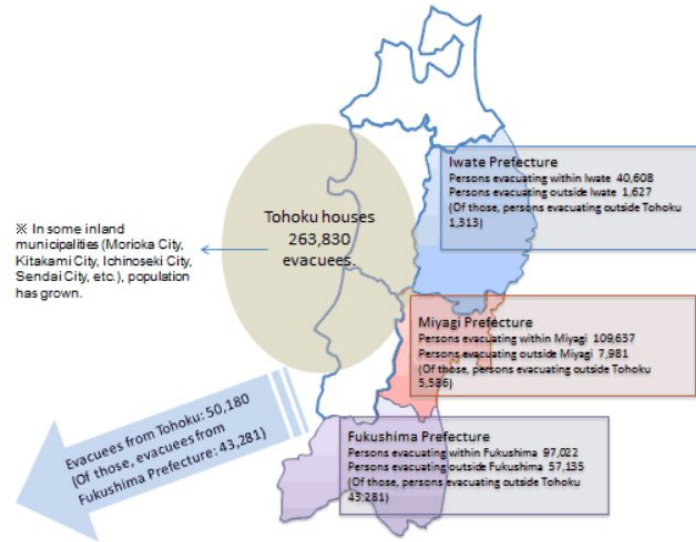 Iwate Prefecture
Persons evacuating within Iwate 40,608
Persons evacuating outside Iwate 1,627
(Of those, persons evacuating outside Tohoku
1,313)
Tohoku houses
263,830
evacuees.
※ In some inland
municipalities (Morioka City,
Kitakami City, Ichinoseki City,
Sendai City, etc.), population
has grown.
Miyagi Prefecture
Persons evacuating within Miyagi 109,637
Persons evacuating outside Miyagi 7,981
(Of those, persons evacuating outside Tohoku
5,586)
Evacuees from Tohoku: 50,180
(Of those, evacuees from
Fukushima Prefecture: 43,281)
Fukushima Prefecture
Persons evacuating within Fukushima 97,022
Persons evacuating outside Fukushima 57,135
(Of those, persons evacuating outside Tohoku
43,281)